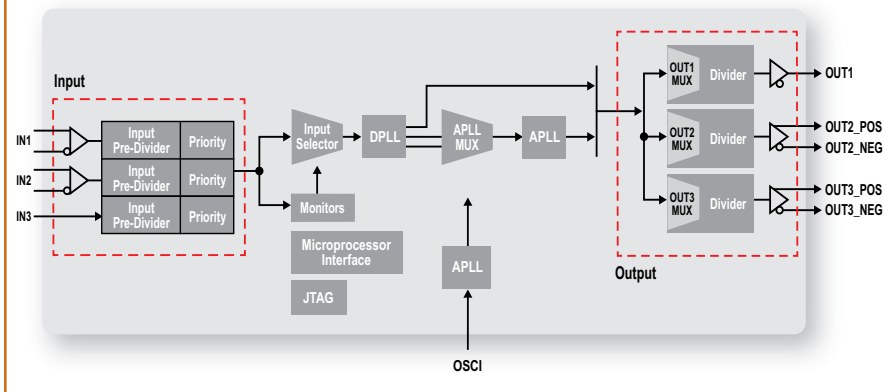 Input
IN1
IN2
IN3
Input
Pre-Divider
Priority
Input
Pre-Divider
Priority
Input
Pre-Divider
Priority
Input
Selector
Monitors
Microprocessor
Interface
JTAG
DPLL
APLL
MUX
APLL
APLL
OSCI
OUT1
MUX
Divider
OUT2
MUX
Divider
OUT3
MUX
Divider
Output
OUT1
OUT2_POS
OUT2_NEG
OUT3_POS
OUT3_NEG